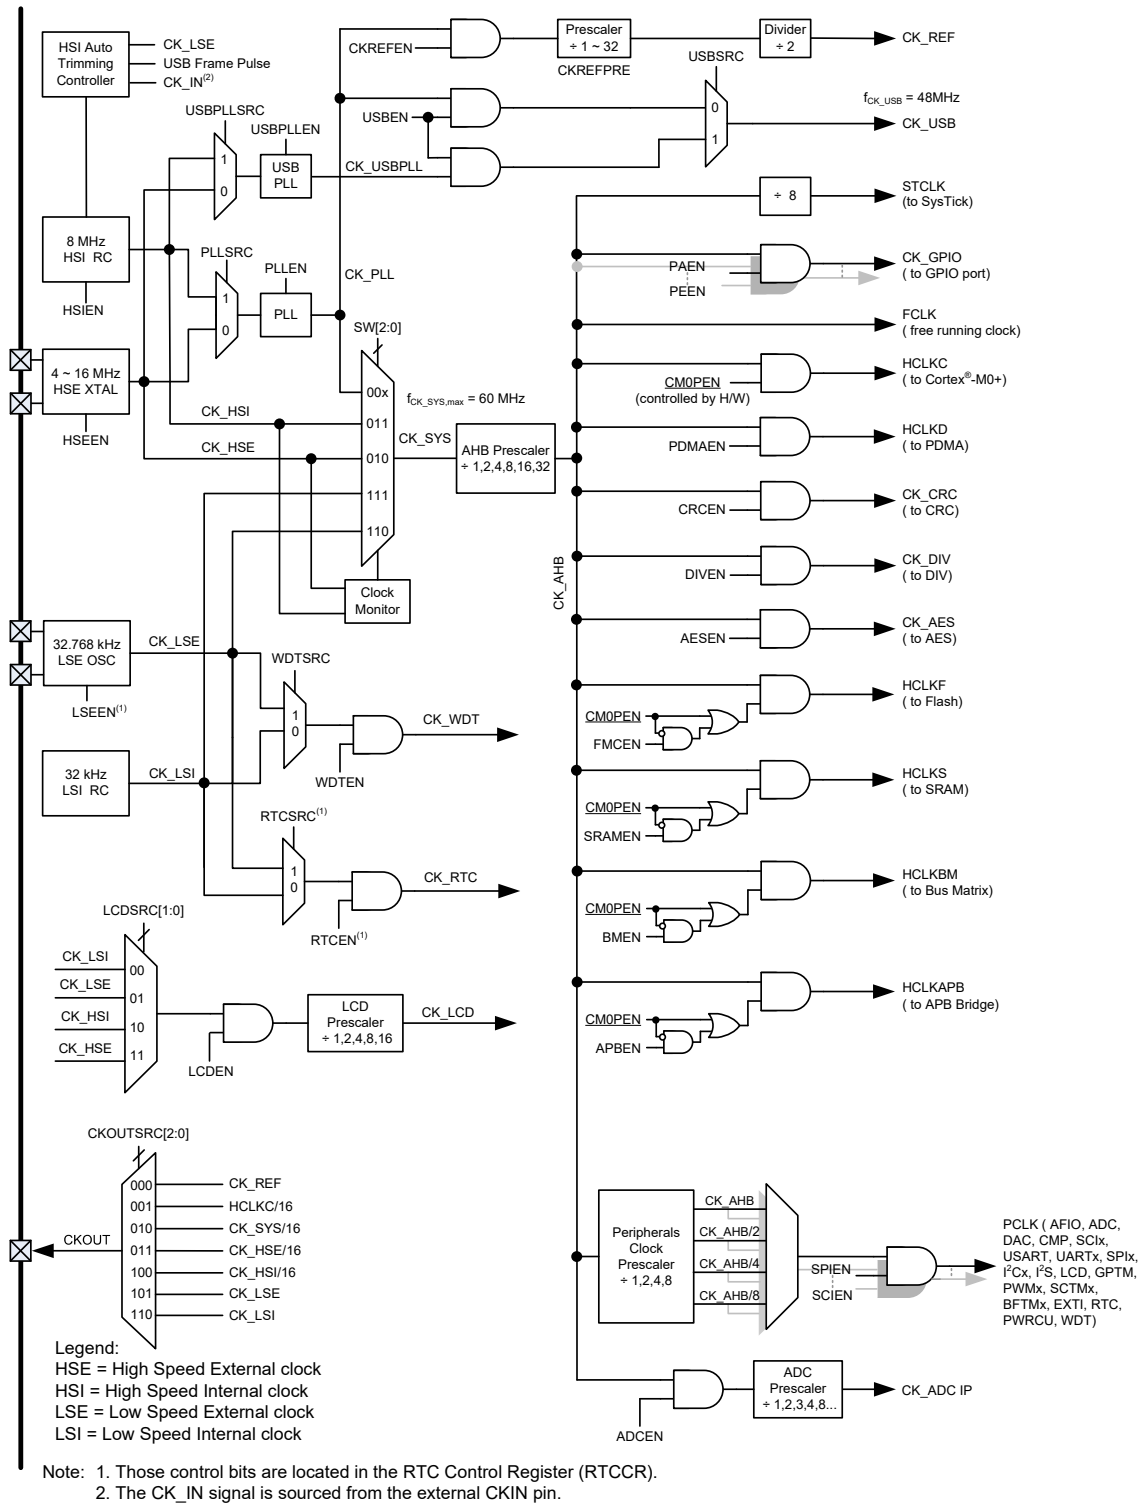 HSI Auto
Trimming
Controller
CK_LSE
USB Frame Pulse
CK_IN(2)
CKREFEN
Prescaler
÷ 1 ~ 32
CKREFPRE
Divider
÷ 2
CK_REF
USBSRC
USBPLLSRC
USBPLLEN
USBEN
0
1
fCK_USB = 48MHz
CK_USB
1
0
USB
PLL
CK_USBPLL
÷ 8
STCLK
(to SysTick)
8 MHz
HSI RC
HSIEN
PLLSRC
PLLEN
1
0
PLL
CK_PLL
PAEN
PEEN
CK_GPIO
( to GPIO port)
FCLK
( free running clock)
SW[2:0]
4 ~ 16 MHz
HSE XTAL
HSEEN
00x
011
010
111
110
fCK_SYS,max = 60 MHz
CM0PEN
(controlled by H/W)
HCLKC
( to Cortex®-M0+)
CK_HSI
CK_HSE
CK_SYS
AHB Prescaler
÷ 1,2,4,8,16,32
PDMAEN
HCLKD
( to PDMA)
CRCEN
CK_CRC
( to CRC)
CK_AHB
DIVEN
CK_DIV
( to DIV)
Clock
Monitor
AESEN
CK_AES
( to AES)
32.768 kHz
LSE OSC
LSEEN(1)
CK_LSE
WDTSRC
1
0
CK_WDT
WDTEN
CM0PEN
FMCEN
HCLKF
( to Flash)
32 kHz
LSI RC
CK_LSI
CM0PEN
SRAMEN
HCLKS
( to SRAM)
RTCSRC(1)
1
0
CK_RTC
RTCEN(1)
CM0PEN
BMEN
HCLKBM
( to Bus Matrix)
LCDSRC[1:0]
CK_LSI
CK_LSE
CK_HSI
CK_HSE
00
01
10
11
LCDEN
LCD
Prescaler
÷ 1,2,4,8,16
CK_LCD
CM0PEN
APBEN
HCLKAPB
( to APB Bridge)
CKOUTSRC[2:0]
CKOUT
000
001
010
011
100
101
110
CK_REF
HCLKC/16
CK_SYS/16
CK_HSE/16
CK_HSI/16
CK_LSE
CK_LSI
Peripherals
Clock
Prescaler
÷ 1,2,4,8
CK_AHB
CK_AHB/2
CK_AHB/4
CK_AHB/8
SPIEN
SCIEN
PCLK ( AFIO, ADC,
DAC, CMP, SCIx,
USART, UARTx, SPIx,
I2Cx, I2S, LCD, GPTM,
PWMx, SCTMx,
BFTMx, EXTI, RTC,
PWRCU, WDT)
ADCEN
ADC
Prescaler
÷ 1,2,3,4,8...
CK_ADC IP
Legend:
HSE = High Speed External clock
HSI = High Speed Internal clock
LSE = Low Speed External clock
LSI = Low Speed Internal clock
Note: 1. Those control bits are located in the RTC Control Register (RTCCR).
2. The CK_IN signal is sourced from the external CKIN pin.